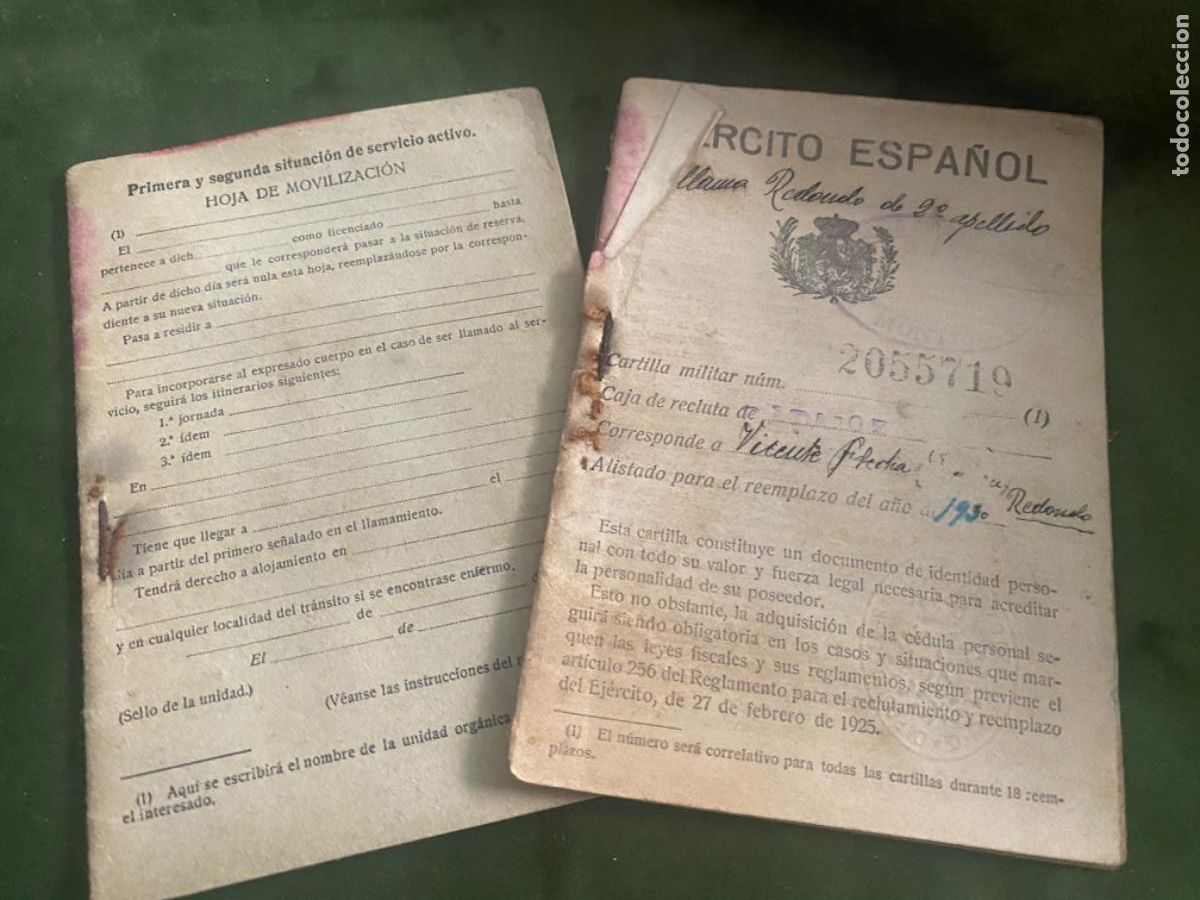 Primera y segunda situación de servicio activo.
HOJA DE MOVILIZACIÓN
(1)
El como licenciado hasta
pertenece a dich
que le corresponderá pasar a la situación de reserva.
A partir de dicho día será nula esta hoja, reemplazándose por la correspon-
diente a su nueva situación.
Pasa a residir a
Para incorporarse al expresado cuerpo en el caso de ser llamado al ser-
vicio, seguirá los itinerarios siguientes:
1.ª jornada
2.ª ídem
3.ª ídem
En
el
Tiene que llegar a
día a partir del primero señalado en el llamamiento.
Tendrá derecho a alojamiento en
y en cualquier localidad del tránsito si se encontrase enfermo.
de
El de
(Sello de la unidad.)
(Véanse las instrucciones del
(1) Aquí se escribirá el nombre de la unidad orgánica
el interesado.
ÉRCITO ESPAÑOL
llama Redondo de 2º apellido
Cartilla militar núm. 2055719 (1)
Caja de recluta de
Corresponde a Vicente Flecha
Redondo
Alistado para el reemplazo del año de 1930
Esta cartilla constituye un documento de identidad perso-
nal con todo su valor y fuerza legal necesaria para acreditar
la personalidad de su poseedor.
Esto no obstante, la adquisición de la cédula personal se-
guirá siendo obligatoria en los casos y situaciones que mar-
quen las leyes fiscales y sus reglamentos, según previene el
artículo 256 del Reglamento para el reclutamiento y reemplazo
del Ejército, de 27 de febrero de 1925.
(1) El número será correlativo para todas las cartillas durante 18 reem-
plazos.
todocoleccion